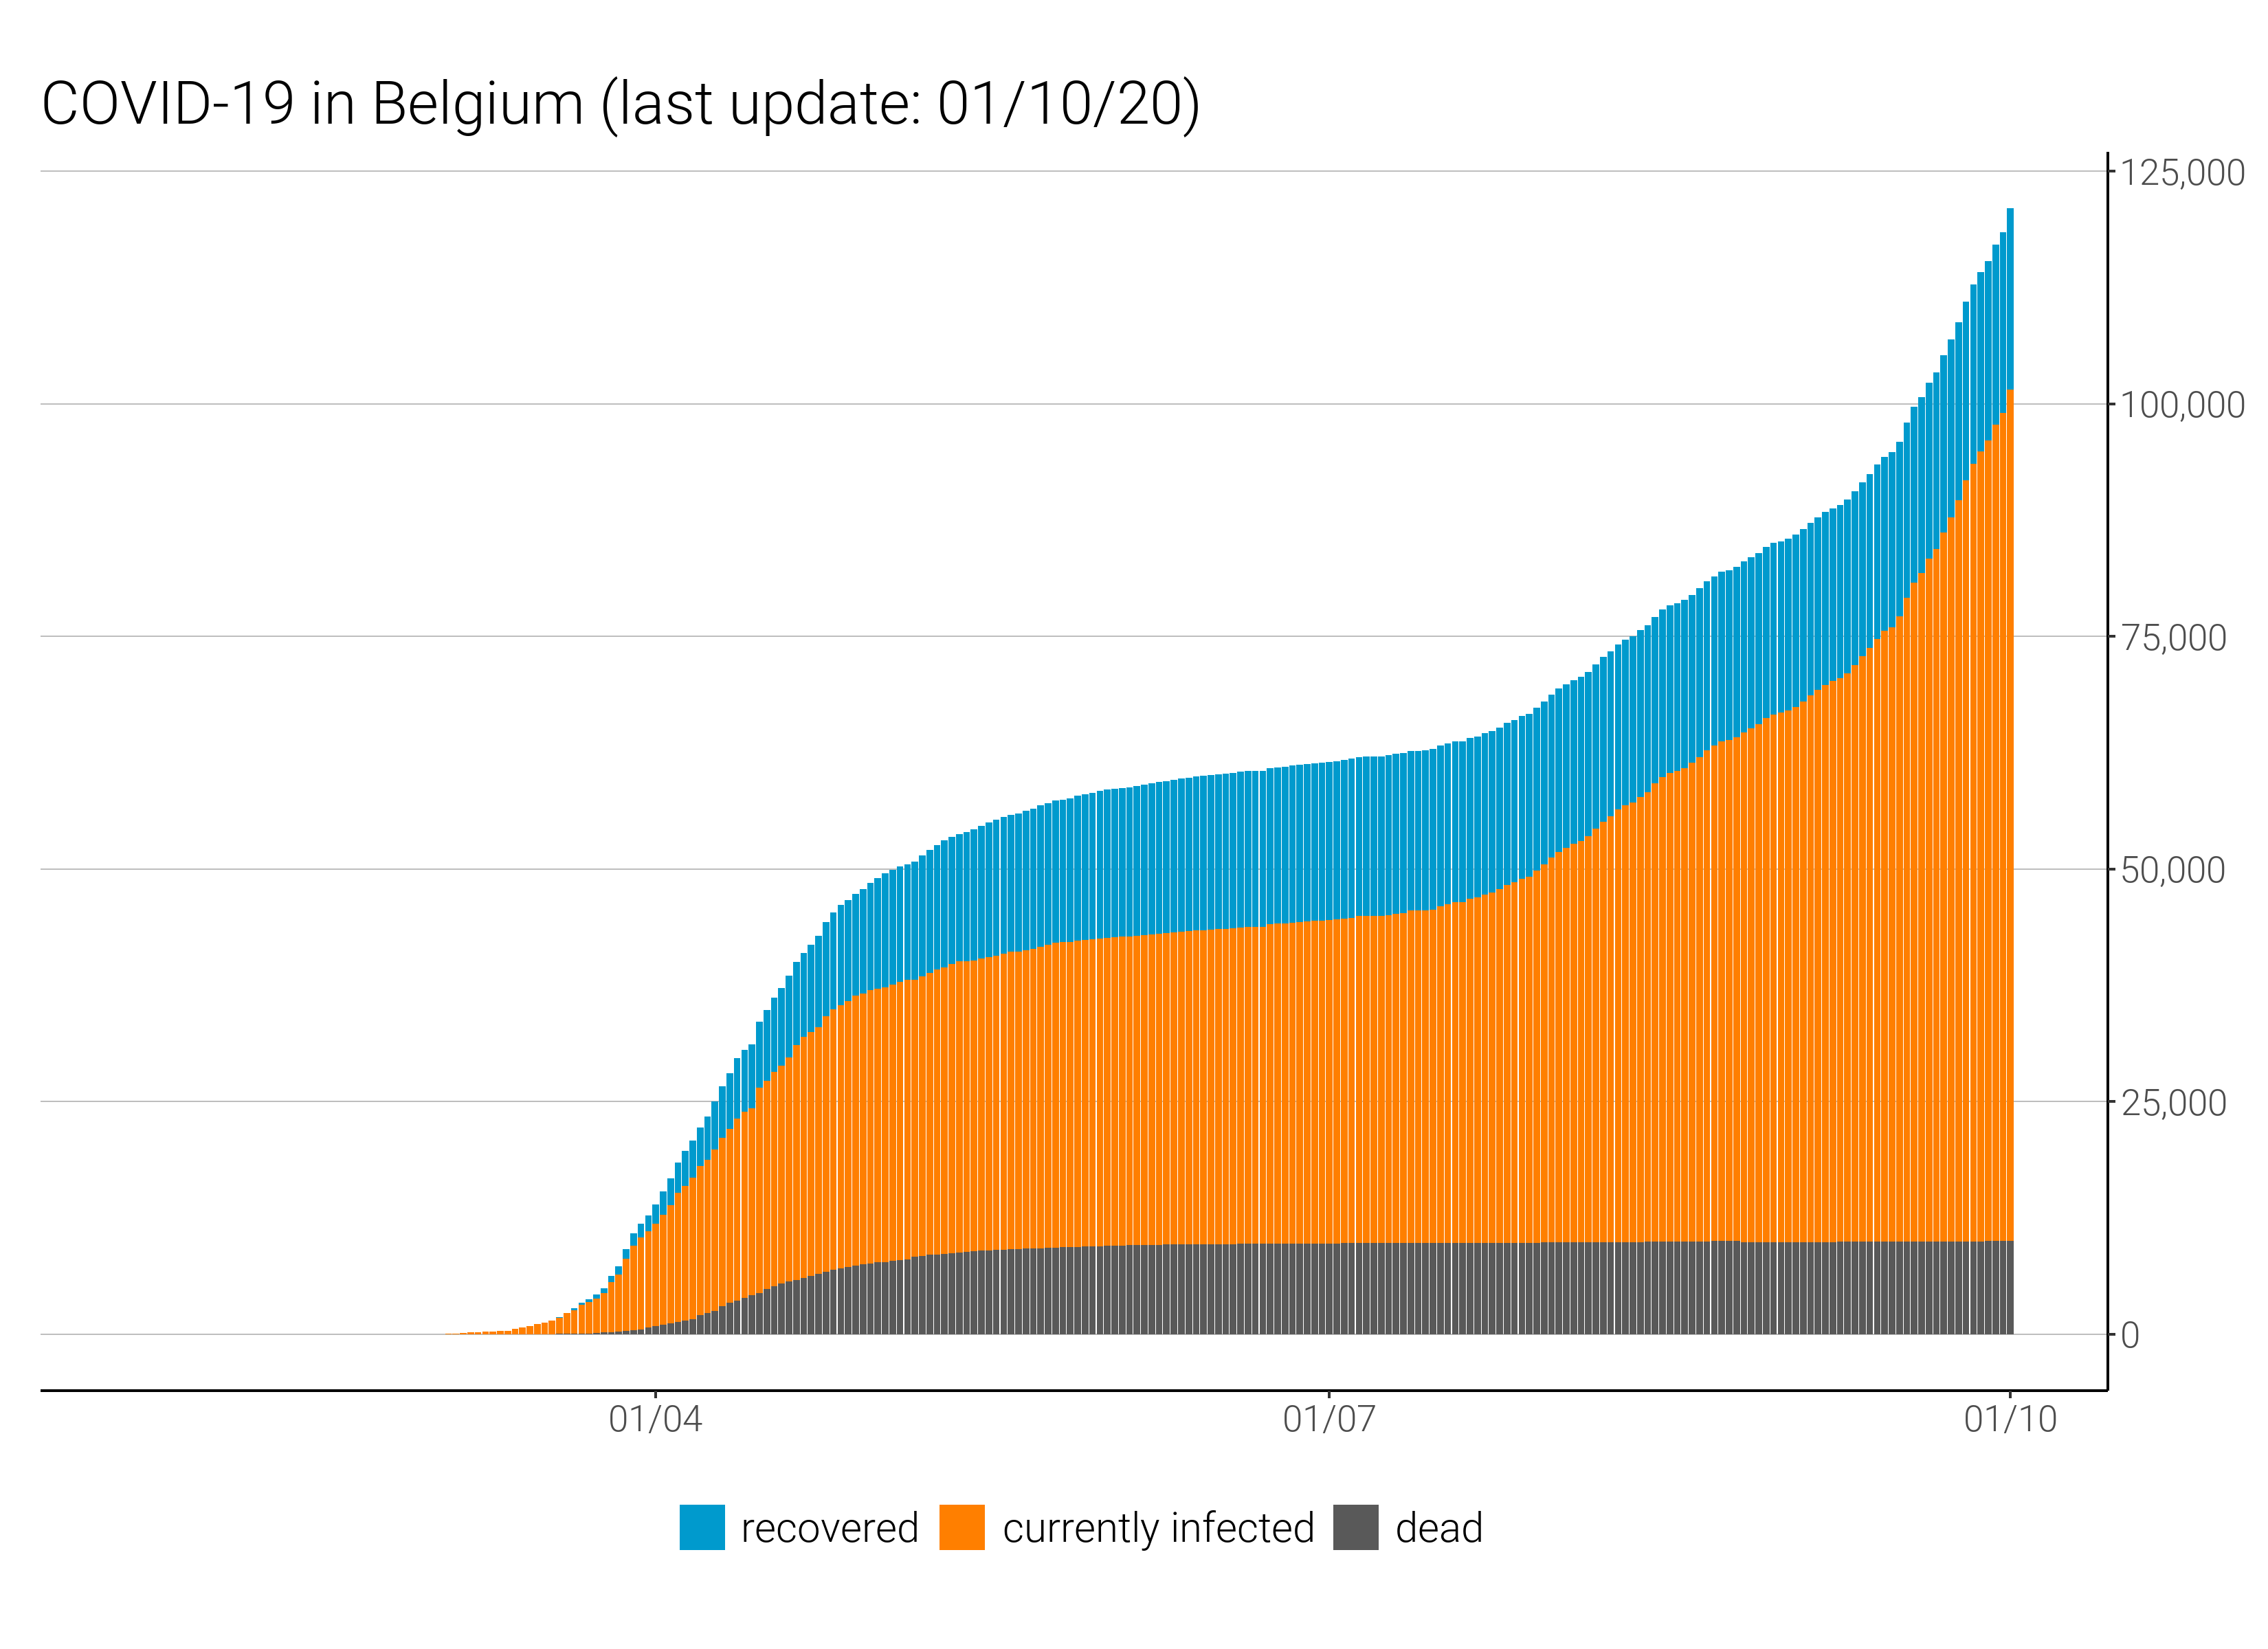 COVID-19 in Belgium (last update: 01/10/20)
125,000
100,000
75,000
50,000
25,000
0
01/04 01/07 01/10
recovered currently infected dead